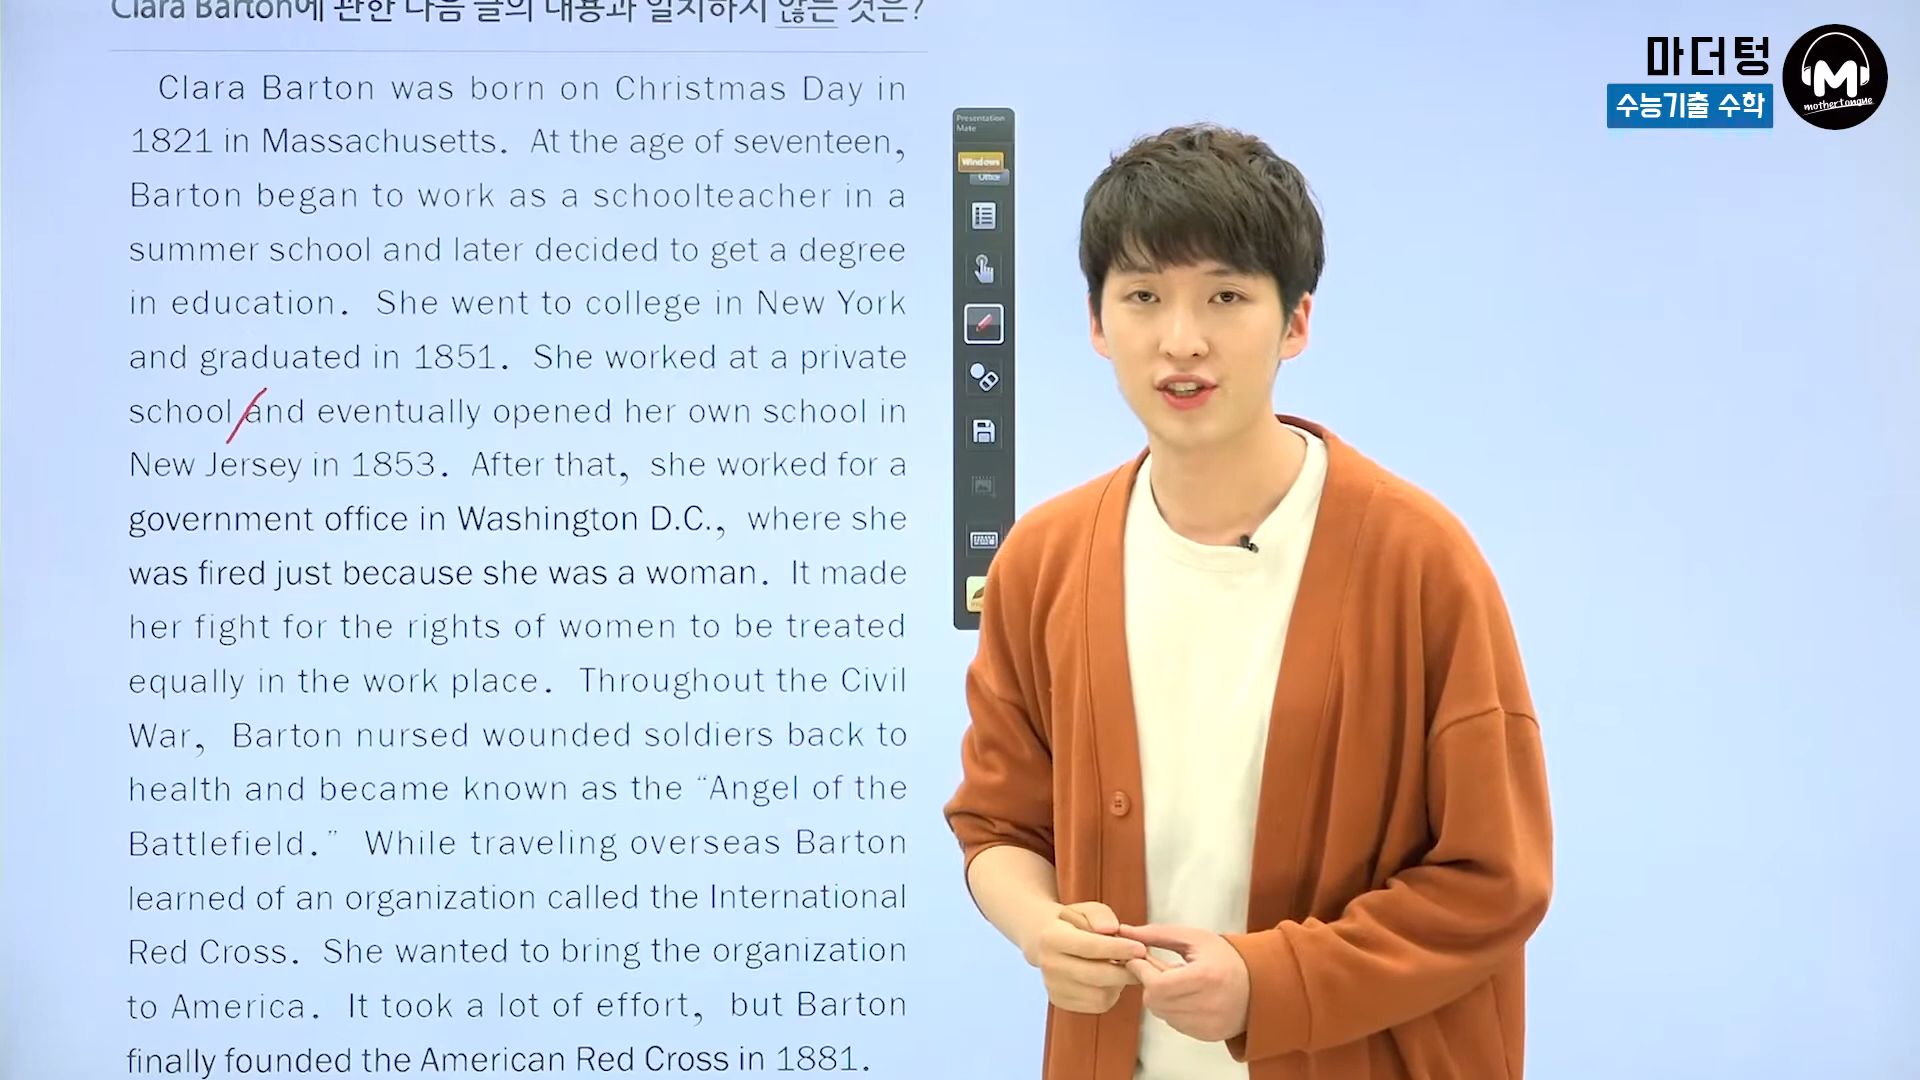 Clara Barton에 관한 다음 글의 내용과 일치하지 않는 것은?
Clara Barton was born on Christmas Day in
1821 in Massachusetts. At the age of seventeen,
Barton began to work as a schoolteacher in a
summer school and later decided to get a degree
in education. She went to college in New York
and graduated in 1851. She worked at a private
school and eventually opened her own school in
New Jersey in 1853. After that, she worked for a
government office in Washington D.C., where she
was fired just because she was a woman. It made
her fight for the rights of women to be treated
equally in the work place. Throughout the Civil
War, Barton nursed wounded soldiers back to
health and became known as the “Angel of the
Battlefield.” While traveling overseas Barton
learned of an organization called the International
Red Cross. She wanted to bring the organization
to America. It took a lot of effort, but Barton
finally founded the American Red Cross in 1881.
Presentation
Mate
Windows
Office
마더텅
수능기출 수학
M
mothertongue